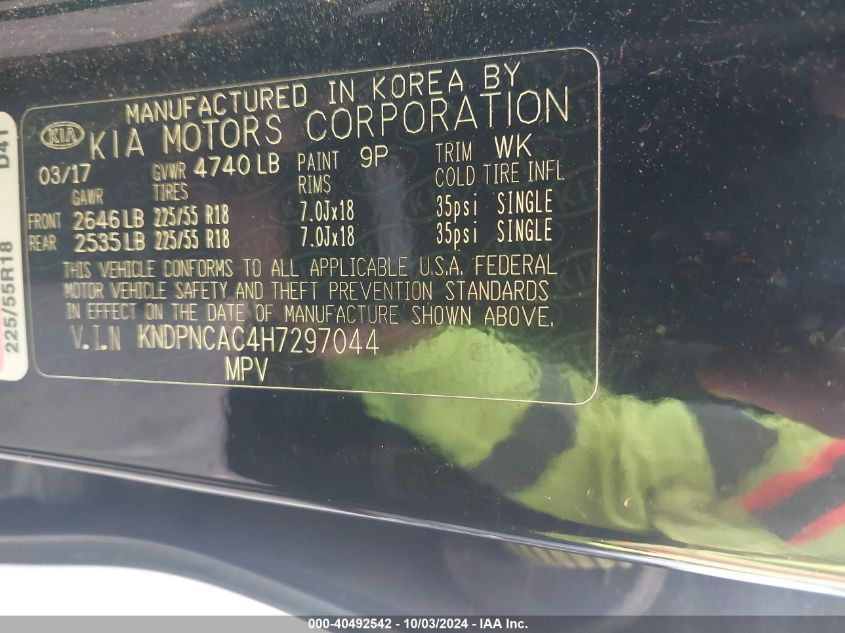 MANUFACTURED IN KOREA BY
KIA KIA MOTORS CORPORATION
03/17 GVWR 4740 LB PAINT 9P TRIM WK
GAWR TIRES RIMS COLD TIRE INFL
FRONT 2646 LB 225/55 R18 7.0Jx18 35psi SINGLE
REAR 2535 LB 225/55 R18 7.0Jx18 35psi SINGLE
THIS VEHICLE CONFORMS TO ALL APPLICABLE U.S.A. FEDERAL
MOTOR VEHICLE SAFETY AND THEFT PREVENTION STANDARDS
IN EFFECT ON THE DATE OF MANUFACTURE SHOWN ABOVE.
V.I.N KNDPNCAC4H7297044
MPV
225/55R18 D41
000-40492542 - 10/03/2024 - IAA Inc.